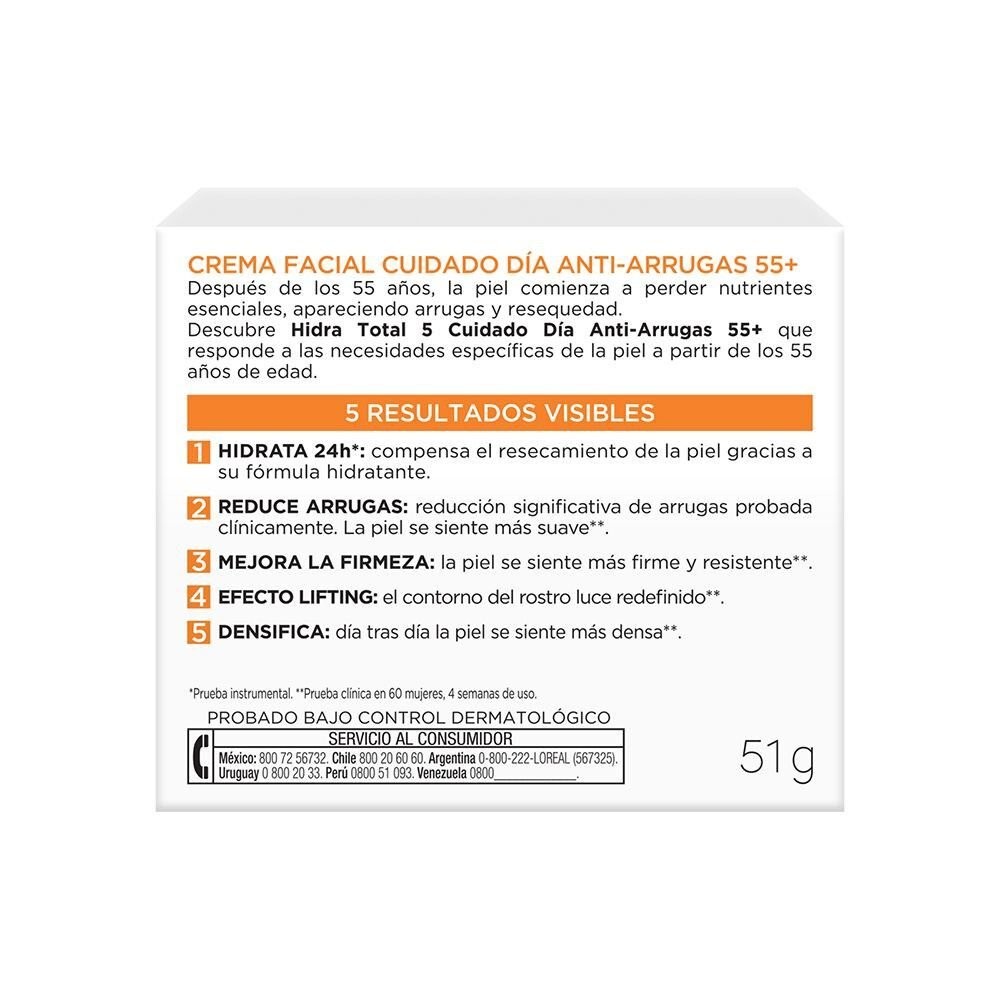 CREMA FACIAL CUIDADO DÍA ANTI-ARRUGAS 55+
Después de los 55 años, la piel comienza a perder nutrientes
esenciales, apareciendo arrugas y resequedad.
Descubre Hidra Total 5 Cuidado Día Anti-Arrugas 55+ que
responde a las necesidades específicas de la piel a partir de los 55
años de edad.
5 RESULTADOS VISIBLES
1 HIDRATA 24h*: compensa el resecamiento de la piel gracias a
su fórmula hidratante.
2 REDUCE ARRUGAS: reducción significativa de arrugas probada
clínicamente. La piel se siente más suave**.
3 MEJORA LA FIRMEZA: la piel se siente más firme y resistente**.
4 EFECTO LIFTING: el contorno del rostro luce redefinido**.
5 DENSIFICA: día tras día la piel se siente más densa**.
*Prueba instrumental. **Prueba clínica en 60 mujeres, 4 semanas de uso.
PROBADO BAJO CONTROL DERMATOLÓGICO
SERVICIO AL CONSUMIDOR
México: 800 72 56732. Chile 800 20 60 60. Argentina 0-800-222-LOREAL (567325).
Uruguay 0 800 20 33. Perú 0800 51 093. Venezuela 0800____________.
51 g